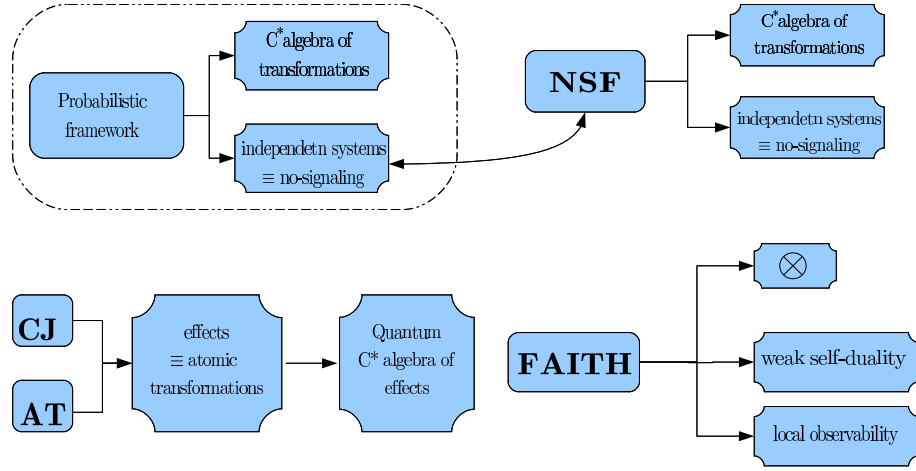 C*algebra of
transformations
Probabilistic
framework
independetn systems
≡ no-signaling
NSF
C*algebra of
transformations
independetn systems
≡ no-signaling
CJ
AT
effects
≡ atomic
transformations
Quantum
C* algebra of
effects
FAITH
⊗
weak self-duality
local observability